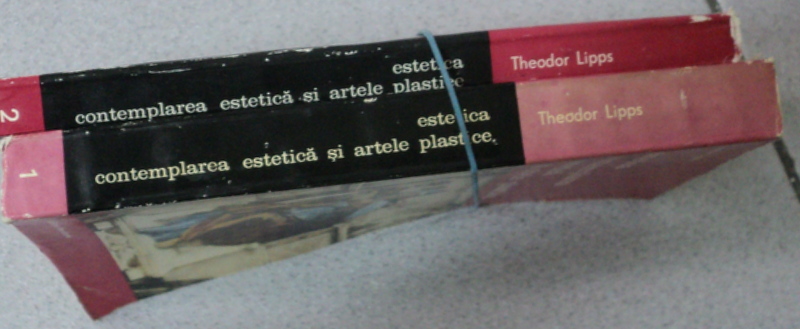 2
estetica
contemplarea estetică și artele plastice
Theodor Lipps
1
estetica
contemplarea estetică și artele plastice
Theodor Lipps